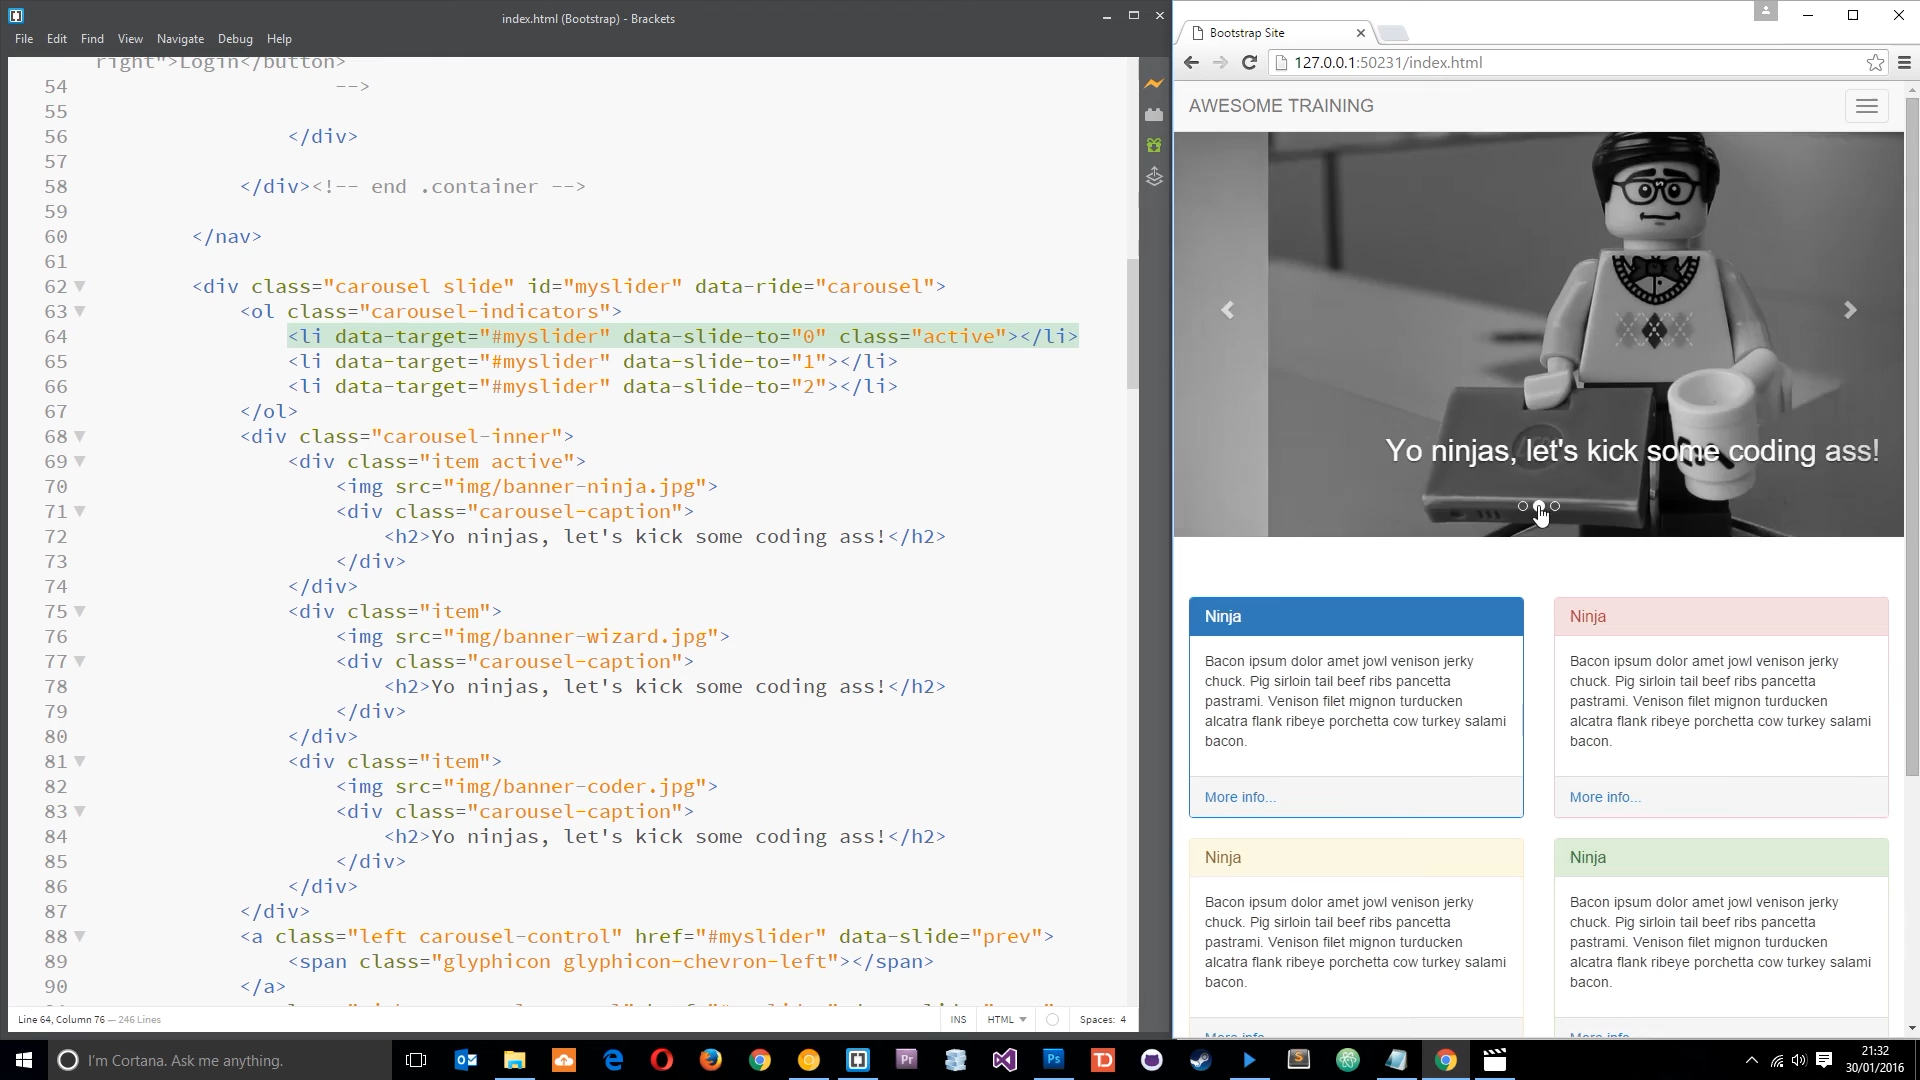 index.html (Bootstrap) - Brackets
File Edit Find View Navigate Debug Help
right">Login</button>
54 -->
55
56 </div>
57
58 </div><!-- end .container -->
59
60 </nav>
61
62 <div class="carousel slide" id="myslider" data-ride="carousel">
63 <ol class="carousel-indicators">
64 <li data-target="#myslider" data-slide-to="0" class="active"></li>
65 <li data-target="#myslider" data-slide-to="1"></li>
66 <li data-target="#myslider" data-slide-to="2"></li>
67 </ol>
68 <div class="carousel-inner">
69 <div class="item active">
70 <img src="img/banner-ninja.jpg">
71 <div class="carousel-caption">
72 <h2>Yo ninjas, let's kick some coding ass!</h2>
73 </div>
74 </div>
75 <div class="item">
76 <img src="img/banner-wizard.jpg">
77 <div class="carousel-caption">
78 <h2>Yo ninjas, let's kick some coding ass!</h2>
79 </div>
80 </div>
81 <div class="item">
82 <img src="img/banner-coder.jpg">
83 <div class="carousel-caption">
84 <h2>Yo ninjas, let's kick some coding ass!</h2>
85 </div>
86 </div>
87 </div>
88 <a class="left carousel-control" href="#myslider" data-slide="prev">
89 <span class="glyphicon glyphicon-chevron-left"></span>
90 </a>
Line 64, Column 76 — 246 Lines
INS HTML Spaces: 4
Bootstrap Site
127.0.0.1:50231/index.html
AWESOME TRAINING
Yo ninjas, let's kick some coding ass!
Ninja
Bacon ipsum dolor amet jowl venison jerky
chuck. Pig sirloin tail beef ribs pancetta
pastrami. Venison filet mignon turducken
alcatra flank ribeye porchetta cow turkey salami
bacon.
More info...
Ninja
Bacon ipsum dolor amet jowl venison jerky
chuck. Pig sirloin tail beef ribs pancetta
pastrami. Venison filet mignon turducken
alcatra flank ribeye porchetta cow turkey salami
bacon.
More info...
Ninja
Bacon ipsum dolor amet jowl venison jerky
chuck. Pig sirloin tail beef ribs pancetta
pastrami. Venison filet mignon turducken
alcatra flank ribeye porchetta cow turkey salami
bacon.
More info...
Ninja
Bacon ipsum dolor amet jowl venison jerky
chuck. Pig sirloin tail beef ribs pancetta
pastrami. Venison filet mignon turducken
alcatra flank ribeye porchetta cow turkey salami
bacon.
More info...
I'm Cortana. Ask me anything.
Pr
Ps
21:32
30/01/2016